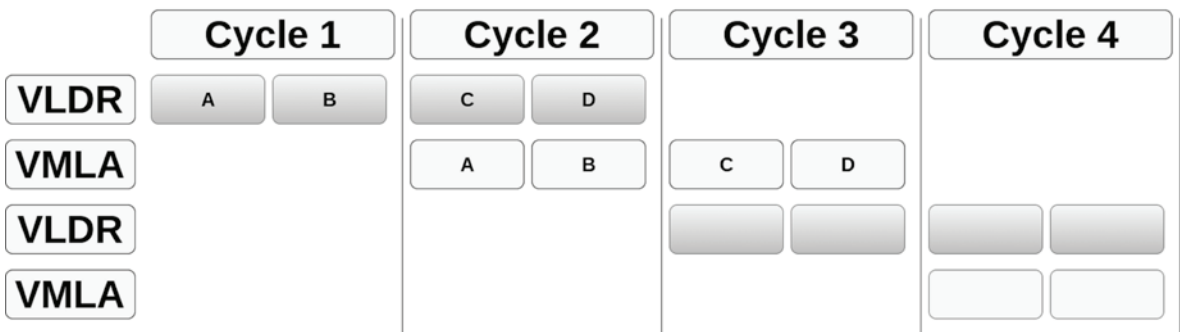 Cycle 1 Cycle 2 Cycle 3 Cycle 4
VLDR A B C D
VMLA A B C D
VLDR
VMLA